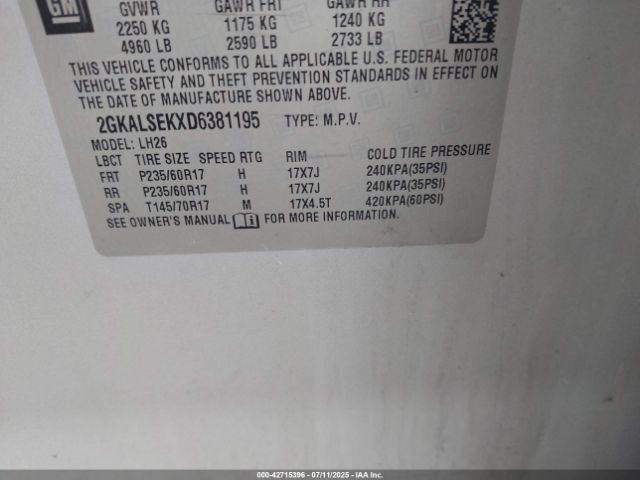 GM
GVWR GAWR FRT GAWR RR
2250 KG 1175 KG 1240 KG
4960 LB 2590 LB 2733 LB
THIS VEHICLE CONFORMS TO ALL APPLICABLE U.S. FEDERAL MOTOR
VEHICLE SAFETY AND THEFT PREVENTION STANDARDS IN EFFECT ON
THE DATE OF MANUFACTURE SHOWN ABOVE.
2GKALSEKXD6381195 TYPE: M.P.V.
MODEL: LH26
LBCT TIRE SIZE SPEED RTG RIM COLD TIRE PRESSURE
FRT P235/60R17 H 17X7J 240KPA(35PSI)
RR P235/60R17 H 17X7J 240KPA(35PSI)
SPA T145/70R17 M 17X4.5T 420KPA(60PSI)
SEE OWNER'S MANUAL FOR MORE INFORMATION.
000-42715396 - 07/11/2025 - IAA Inc.